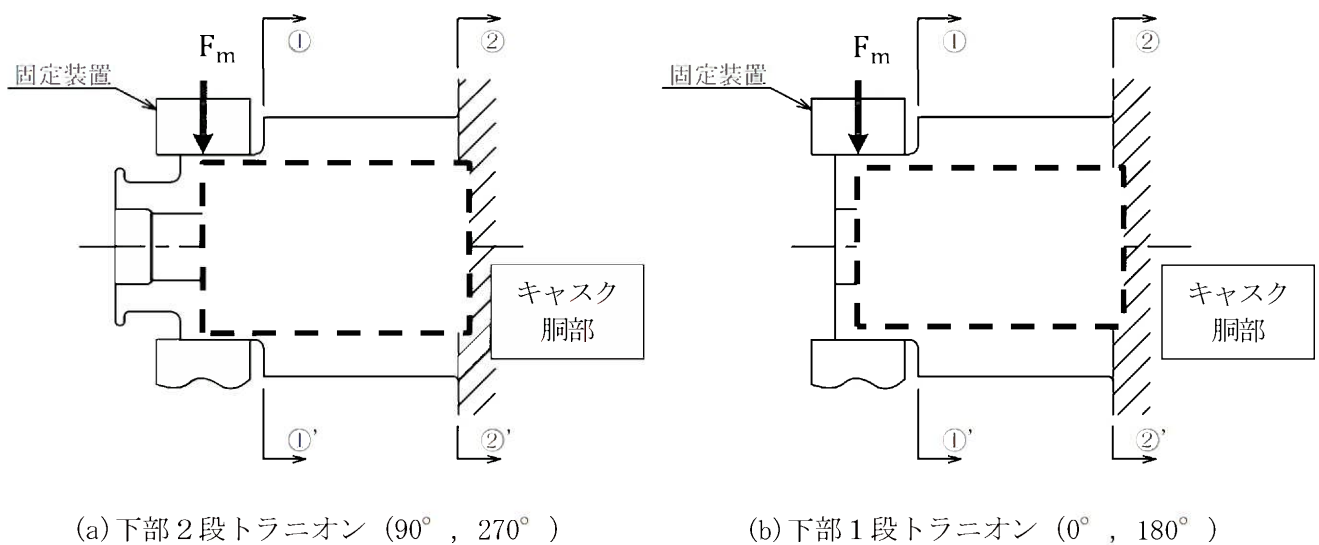 ① ②
F_m
固定装置
キャスク
胴部
①' ②'
(a)下部2段トラニオン (90°, 270°)
① ②
F_m
固定装置
キャスク
胴部
①' ②'
(b)下部1段トラニオン (0°, 180°)